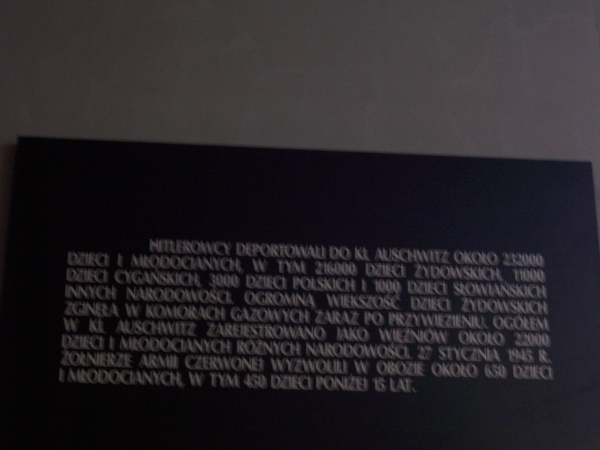 HITLEROWCY DEPORTOWALI DO KL AUSCHWITZ OKOŁO 232000
DZIECI I MŁODOCIANYCH, W TYM 216000 DZIECI ŻYDOWSKICH, 11000
DZIECI CYGAŃSKICH, 3000 DZIECI POLSKICH I 1000 DZIECI SŁOWIAŃSKICH
INNYCH NARODOWOŚCI. OGROMNA WIĘKSZOŚĆ DZIECI ŻYDOWSKICH
ZGINĘŁA W KOMORACH GAZOWYCH ZARAZ PO PRZYWIEZIENIU. OGÓŁEM
W KL AUSCHWITZ ZAREJESTROWANO JAKO WIĘŹNIÓW OKOŁO 22000
DZIECI I MŁODOCIANYCH RÓŻNYCH NARODOWOŚCI. 27 STYCZNIA 1945 R.
ŻOŁNIERZE ARMII CZERWONEJ WYZWOLILI W OBOZIE OKOŁO 650 DZIECI
I MŁODOCIANYCH, W TYM 450 DZIECI PONIŻEJ 15 LAT.